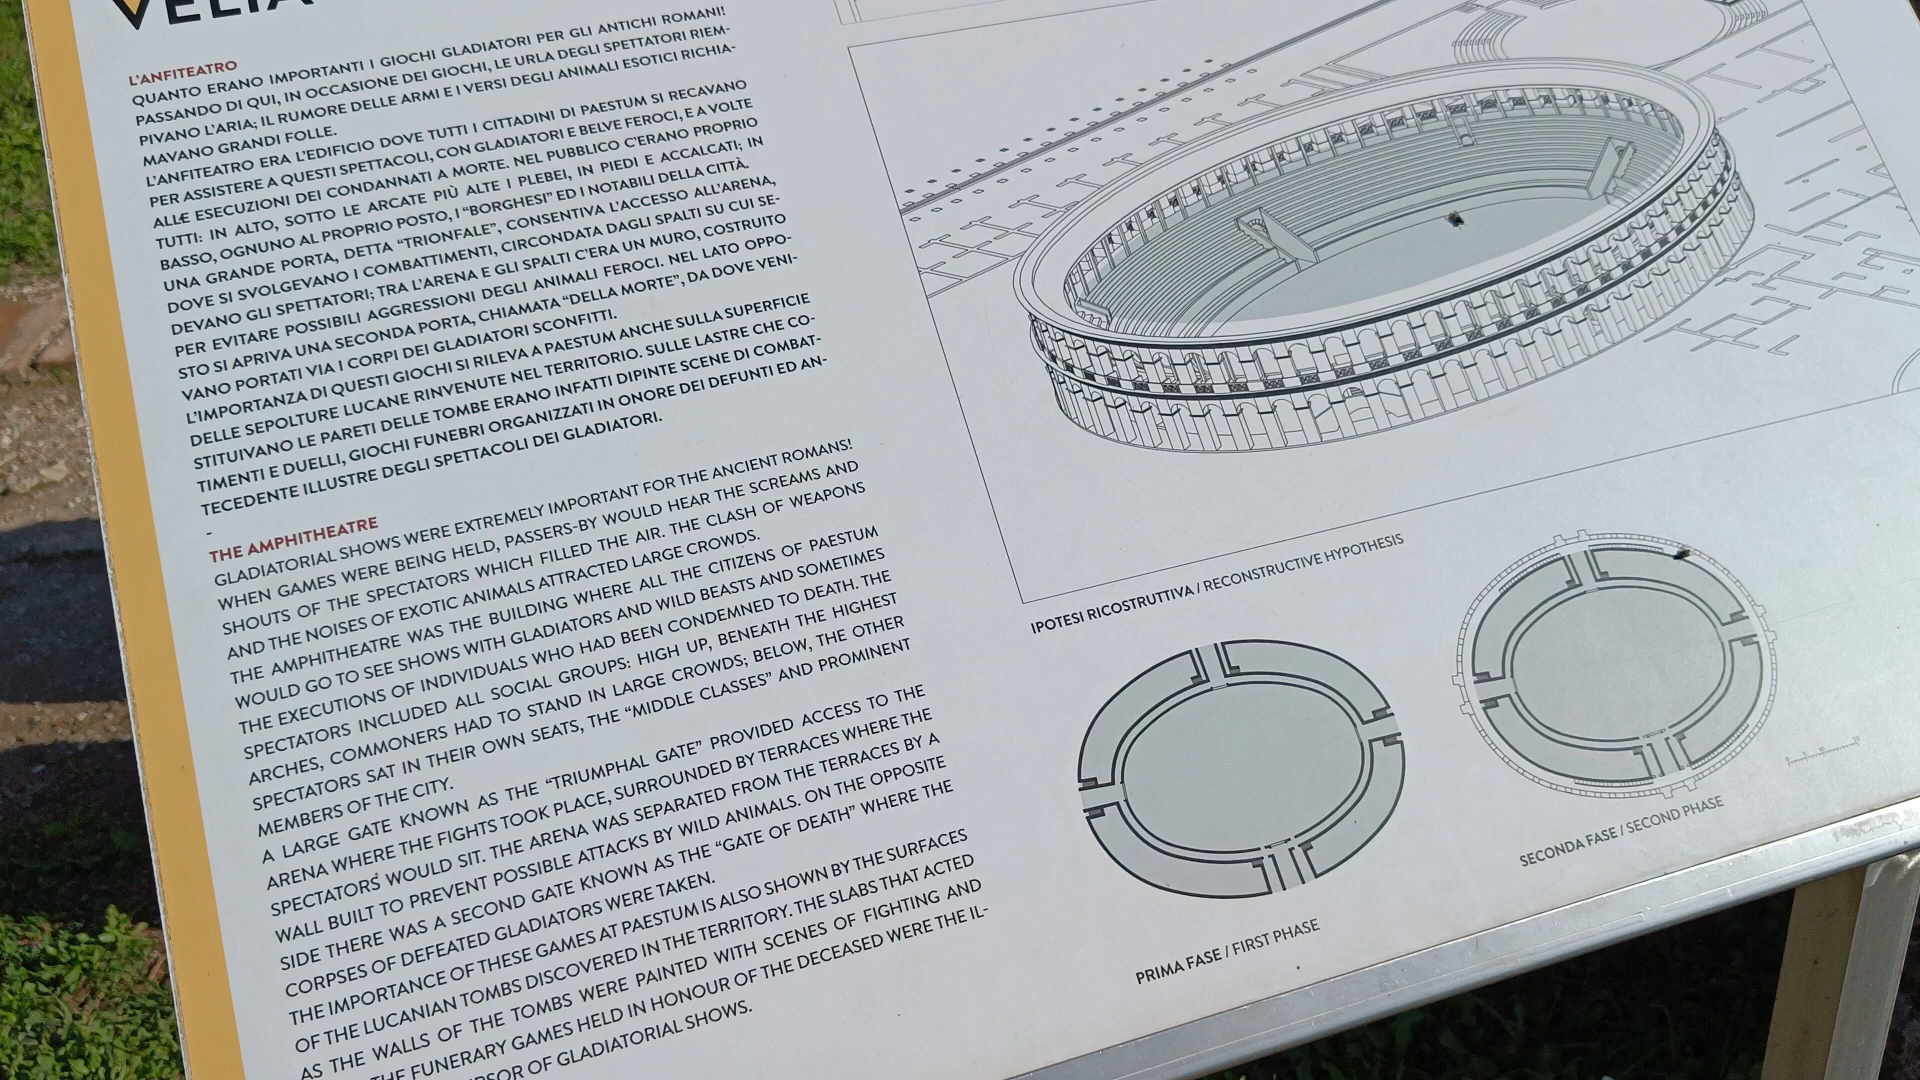 VELIA
L'ANFITEATRO
QUANTO ERANO IMPORTANTI I GIOCHI GLADIATORI PER GLI ANTICHI ROMANI!
PASSANDO DI QUI, IN OCCASIONE DEI GIOCHI, LE URLA DEGLI SPETTATORI RIEM-
PIVANO L'ARIA; IL RUMORE DELLE ARMI E I VERSI DEGLI ANIMALI ESOTICI RICHIA-
MAVANO GRANDI FOLLE.
L'ANFITEATRO ERA L'EDIFICIO DOVE TUTTI I CITTADINI DI PAESTUM SI RECAVANO
PER ASSISTERE A QUESTI SPETTACOLI, CON GLADIATORI E BELVE FEROCI, E A VOLTE
ALLE ESECUZIONI DEI CONDANNATI A MORTE. NEL PUBBLICO C'ERANO PROPRIO
TUTTI: IN ALTO, SOTTO LE ARCATE PIÙ ALTE I PLEBEI, IN PIEDI E ACCALCATI; IN
BASSO, OGNUNO AL PROPRIO POSTO, I "BORGHESI" ED I NOTABILI DELLA CITTÀ.
UNA GRANDE PORTA, DETTA "TRIONFALE", CONSENTIVA L'ACCESSO ALL'ARENA,
DOVE SI SVOLGEVANO I COMBATTIMENTI, CIRCONDATA DAGLI SPALTI SU CUI SE-
DEVANO GLI SPETTATORI; TRA L'ARENA E GLI SPALTI C'ERA UN MURO, COSTRUITO
PER EVITARE POSSIBILI AGGRESSIONI DEGLI ANIMALI FEROCI. NEL LATO OPPO-
STO SI APRIVA UNA SECONDA PORTA, CHIAMATA "DELLA MORTE", DA DOVE VENI-
VANO PORTATI VIA I CORPI DEI GLADIATORI SCONFITTI.
L'IMPORTANZA DI QUESTI GIOCHI SI RILEVA A PAESTUM ANCHE SULLA SUPERFICIE
DELLE SEPOLTURE LUCANE RINVENUTE NEL TERRITORIO. SULLE LASTRE CHE CO-
STITUIVANO LE PARETI DELLE TOMBE ERANO INFATTI DIPINTE SCENE DI COMBAT-
TIMENTI E DUELLI, GIOCHI FUNEBRI ORGANIZZATI IN ONORE DEI DEFUNTI ED AN-
TECEDENTE ILLUSTRE DEGLI SPETTACOLI DEI GLADIATORI.
-
THE AMPHITHEATRE
GLADIATORIAL SHOWS WERE EXTREMELY IMPORTANT FOR THE ANCIENT ROMANS!
WHEN GAMES WERE BEING HELD, PASSERS-BY WOULD HEAR THE SCREAMS AND
SHOUTS OF THE SPECTATORS WHICH FILLED THE AIR. THE CLASH OF WEAPONS
AND THE NOISES OF EXOTIC ANIMALS ATTRACTED LARGE CROWDS.
THE AMPHITHEATRE WAS THE BUILDING WHERE ALL THE CITIZENS OF PAESTUM
WOULD GO TO SEE SHOWS WITH GLADIATORS AND WILD BEASTS AND SOMETIMES
THE EXECUTIONS OF INDIVIDUALS WHO HAD BEEN CONDEMNED TO DEATH. THE
SPECTATORS INCLUDED ALL SOCIAL GROUPS: HIGH UP, BENEATH THE HIGHEST
ARCHES, COMMONERS HAD TO STAND IN LARGE CROWDS; BELOW, THE OTHER
SPECTATORS SAT IN THEIR OWN SEATS, THE "MIDDLE CLASSES" AND PROMINENT
MEMBERS OF THE CITY.
A LARGE GATE KNOWN AS THE "TRIUMPHAL GATE" PROVIDED ACCESS TO THE
ARENA WHERE THE FIGHTS TOOK PLACE, SURROUNDED BY TERRACES WHERE THE
SPECTATORS WOULD SIT. THE ARENA WAS SEPARATED FROM THE TERRACES BY A
WALL BUILT TO PREVENT POSSIBLE ATTACKS BY WILD ANIMALS. ON THE OPPOSITE
SIDE THERE WAS A SECOND GATE KNOWN AS THE "GATE OF DEATH" WHERE THE
CORPSES OF DEFEATED GLADIATORS WERE TAKEN.
THE IMPORTANCE OF THESE GAMES AT PAESTUM IS ALSO SHOWN BY THE SURFACES
OF THE LUCANIAN TOMBS DISCOVERED IN THE TERRITORY. THE SLABS THAT ACTED
AS THE WALLS OF THE TOMBS WERE PAINTED WITH SCENES OF FIGHTING AND
THE FUNERARY GAMES HELD IN HONOUR OF THE DECEASED WERE THE IL-
OF GLADIATORIAL SHOWS.
IPOTESI RICOSTRUTTIVA / RECONSTRUCTIVE HYPOTHESIS
PRIMA FASE / FIRST PHASE
SECONDA FASE / SECOND PHASE